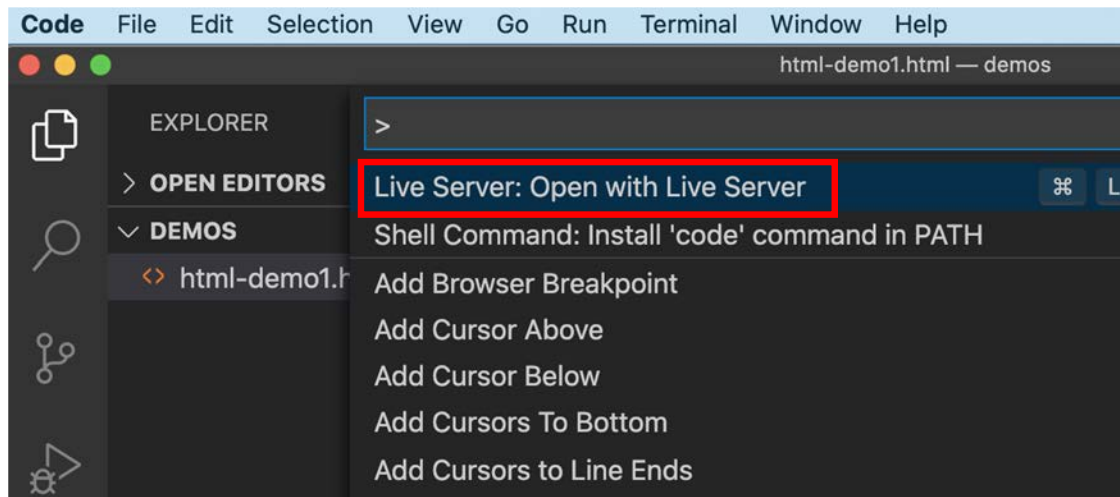 Code File Edit Selection View Go Run Terminal Window Help
html-demo1.html — demos
EXPLORER
>
OPEN EDITORS
DEMOS
html-demo1.h
Live Server: Open with Live Server ⌘ L
Shell Command: Install 'code' command in PATH
Add Browser Breakpoint
Add Cursor Above
Add Cursor Below
Add Cursors To Bottom
Add Cursors to Line Ends